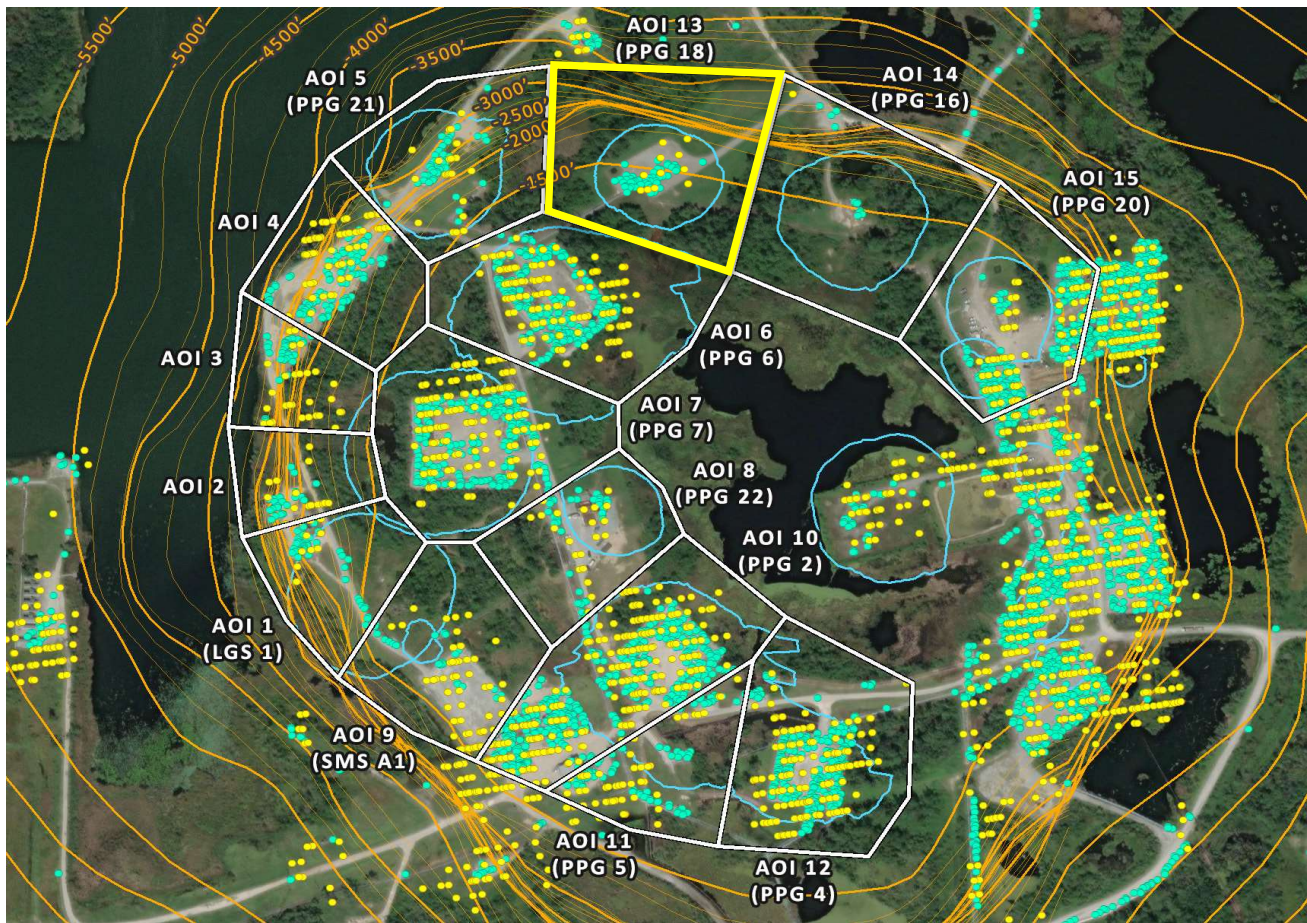 -5500'
-5000'
-4500'
-4000'
-3500'
AOI 13
(PPG 18)
AOI 5
(PPG 21)
AOI 14
(PPG 16)
-3000'
-2500'
-2000'
-1500'
AOI 15
(PPG 20)
AOI 4
AOI 3
AOI 6
(PPG 6)
AOI 7
(PPG 7)
AOI 2
AOI 8
(PPG 22)
AOI 10
(PPG 2)
AOI 1
(LGS 1)
AOI 9
(SMS A1)
AOI 11
(PPG 5)
AOI 12
(PPG 4)